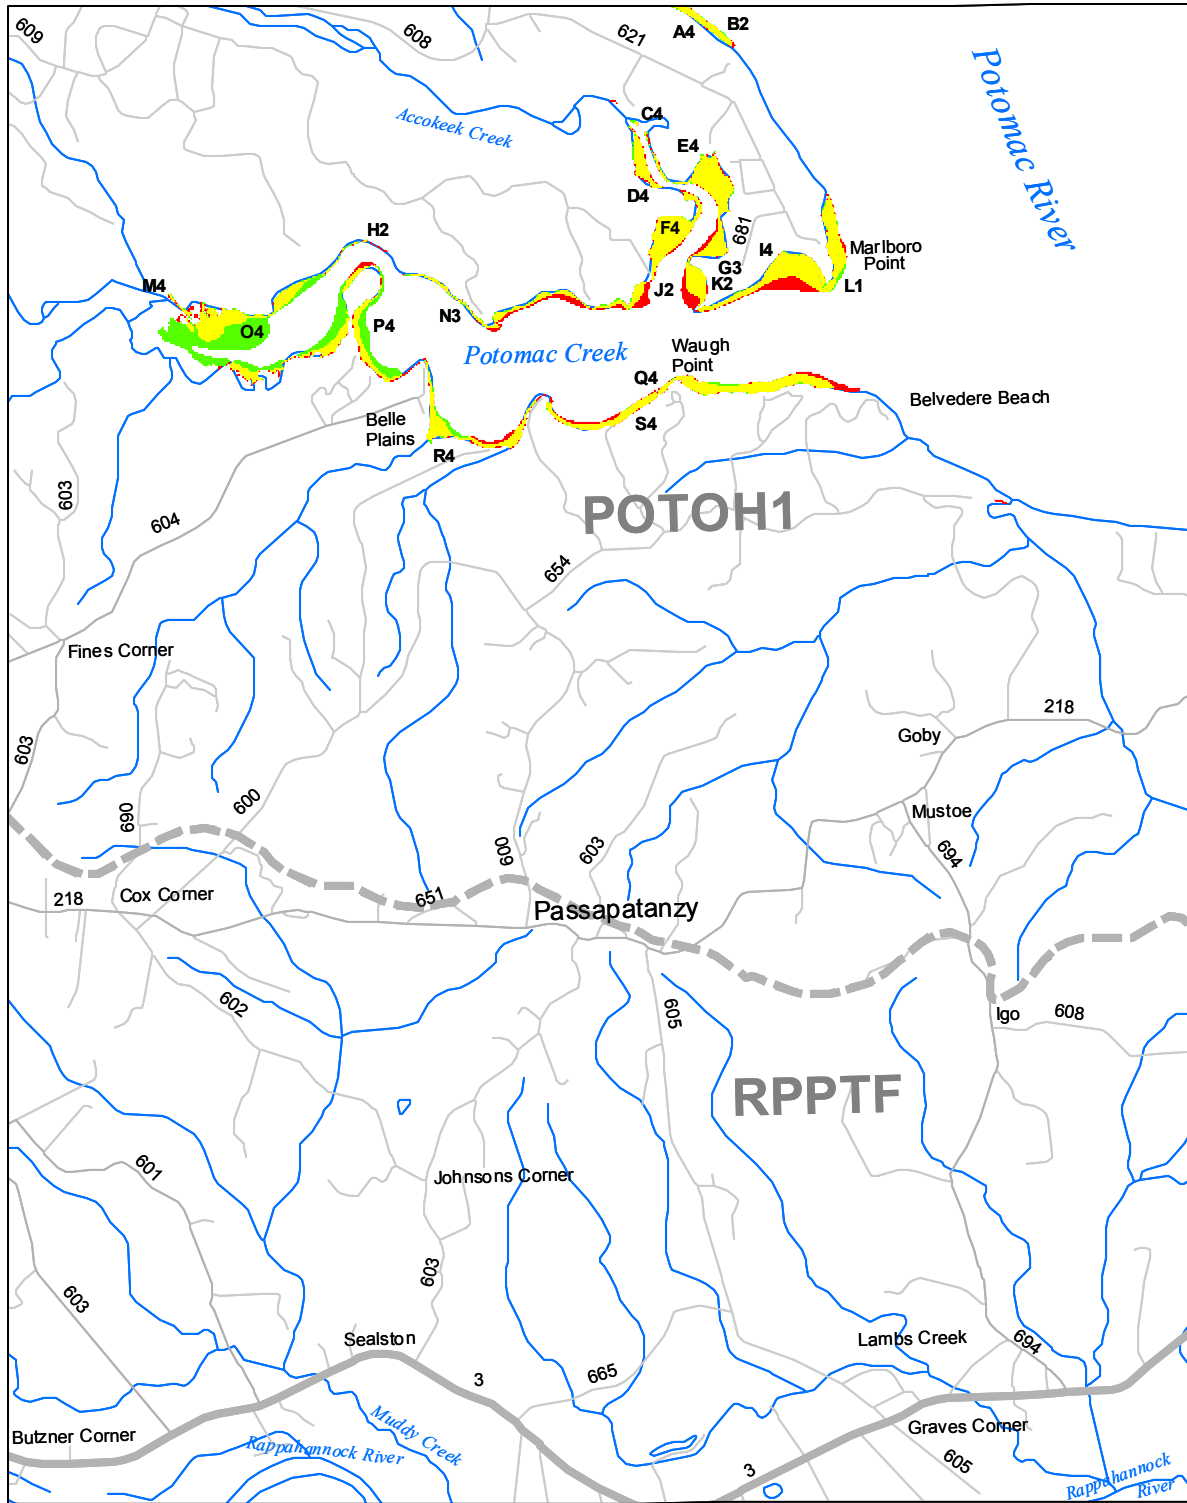 609
608
621
A4
B2
Potomac River
Accokeek Creek
C4
E4
D4
F4
681
H2
I4
Marlboro
Point
G3
M4
J2
K2
L1
N3
O4
P4
Potomac Creek
Waugh
Point
Q4
Belvedere Beach
Belle
Plains
S4
R4
603
604
POTOH1
654
Fines Corner
218
603
Goby
690
600
Mustoe
600
603
694
218
Cox Corner
651
Passapatanzy
602
605
Igo
608
RPPTF
601
Johnsons Corner
603
603
Sealston
Lambs Creek
694
3
665
Butzner Corner
Muddy Creek
Rappahannock River
Graves Corner
605
3
Rappahannock
River